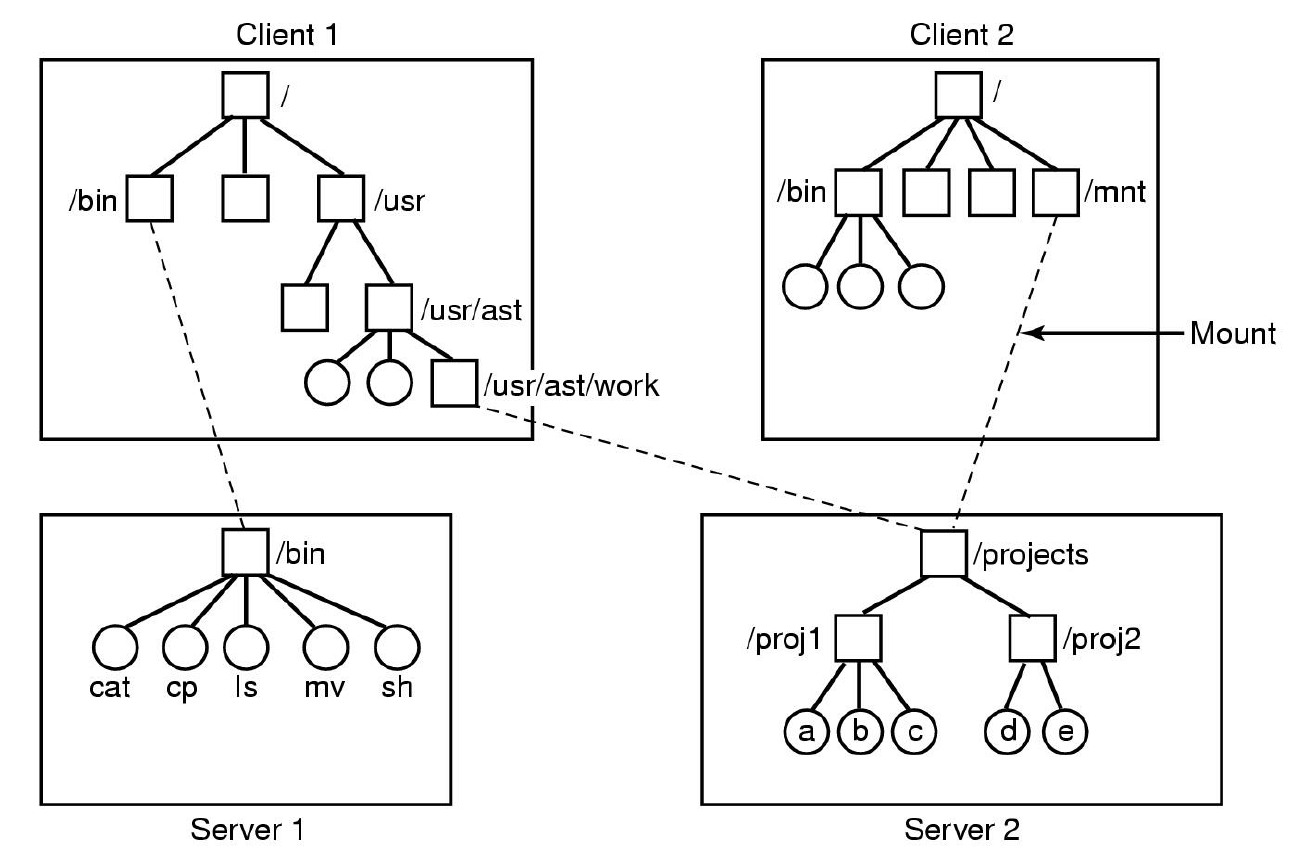 Client 1
Client 2
/
/
/bin
/usr
/bin
/mnt
/usr/ast
Mount
/usr/ast/work
/bin
/projects
/proj1
/proj2
cat cp ls mv sh
a b c d e
Server 1
Server 2